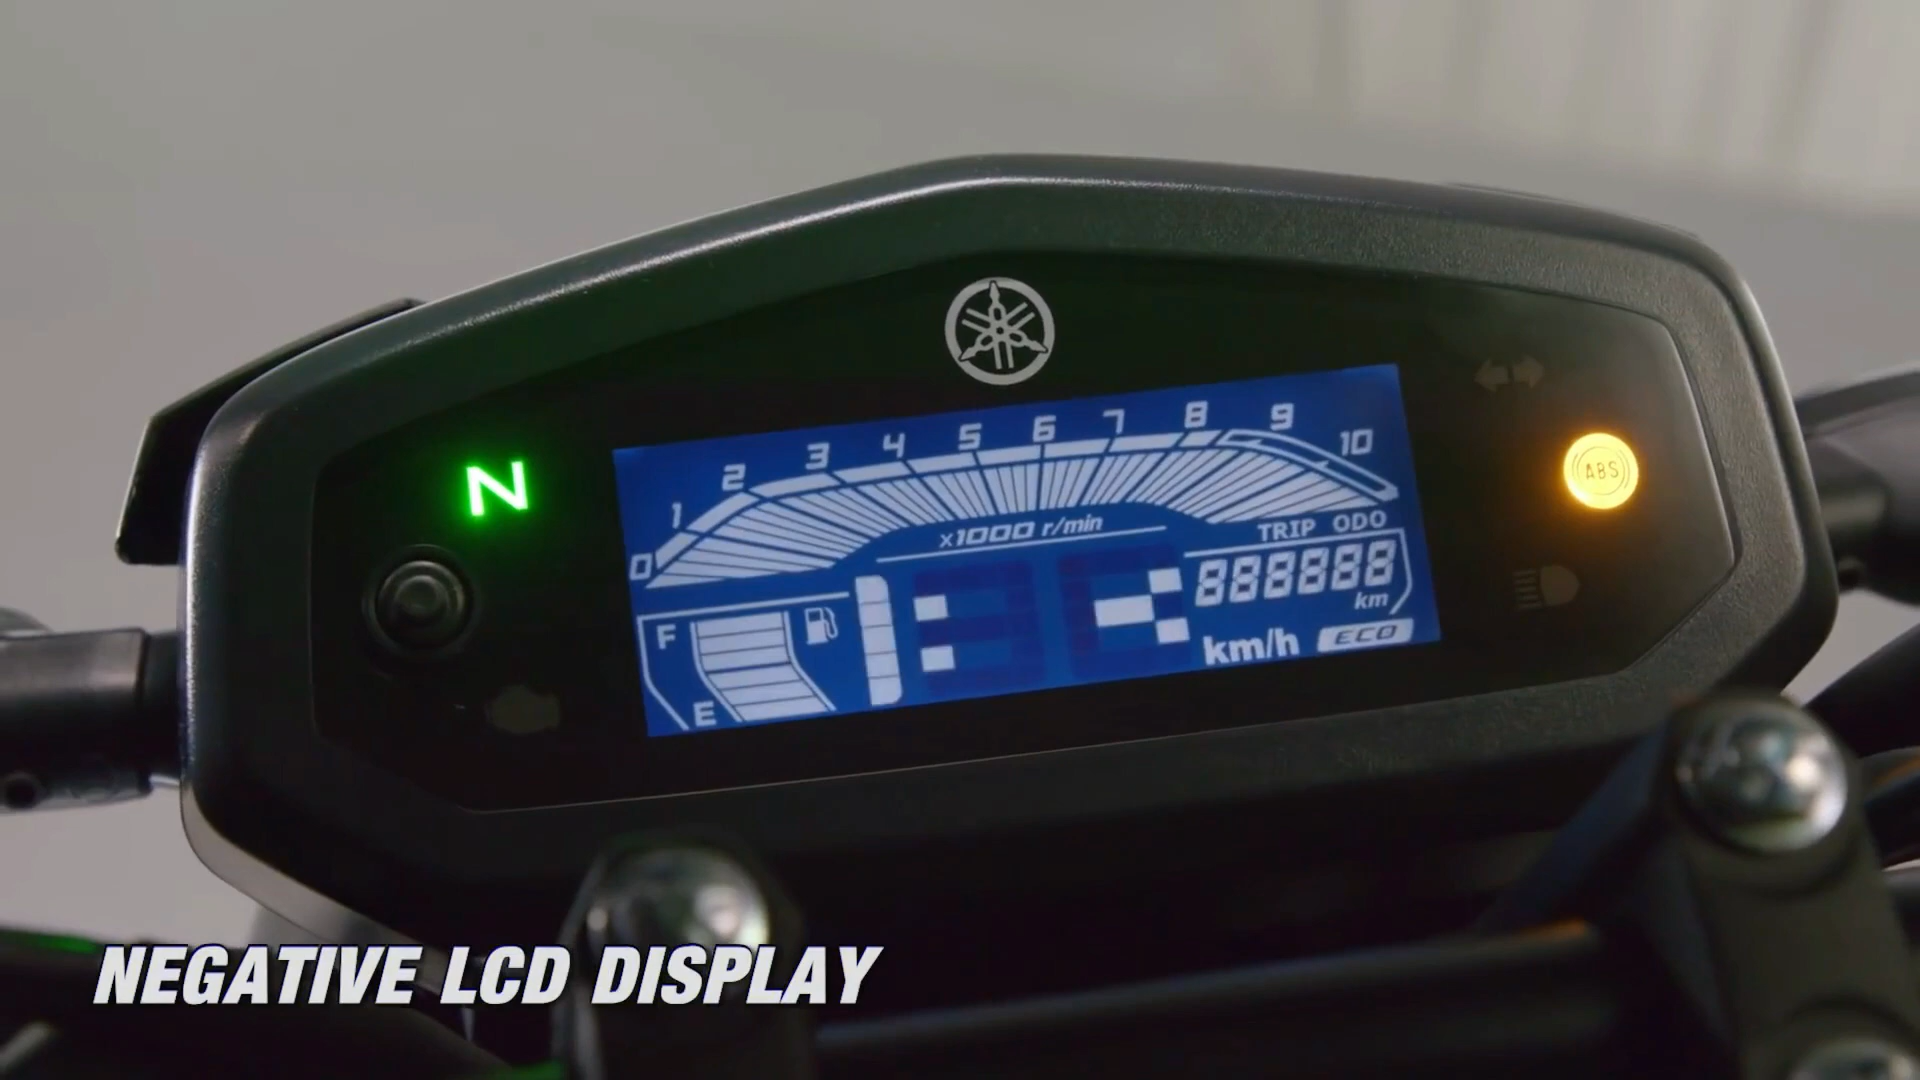 0 1 2 3 4 5 6 7 8 9 10
N
ABS
x1000 r/min
TRIP ODO
888888
km
F
E
km/h
ECO
NEGATIVE LCD DISPLAY